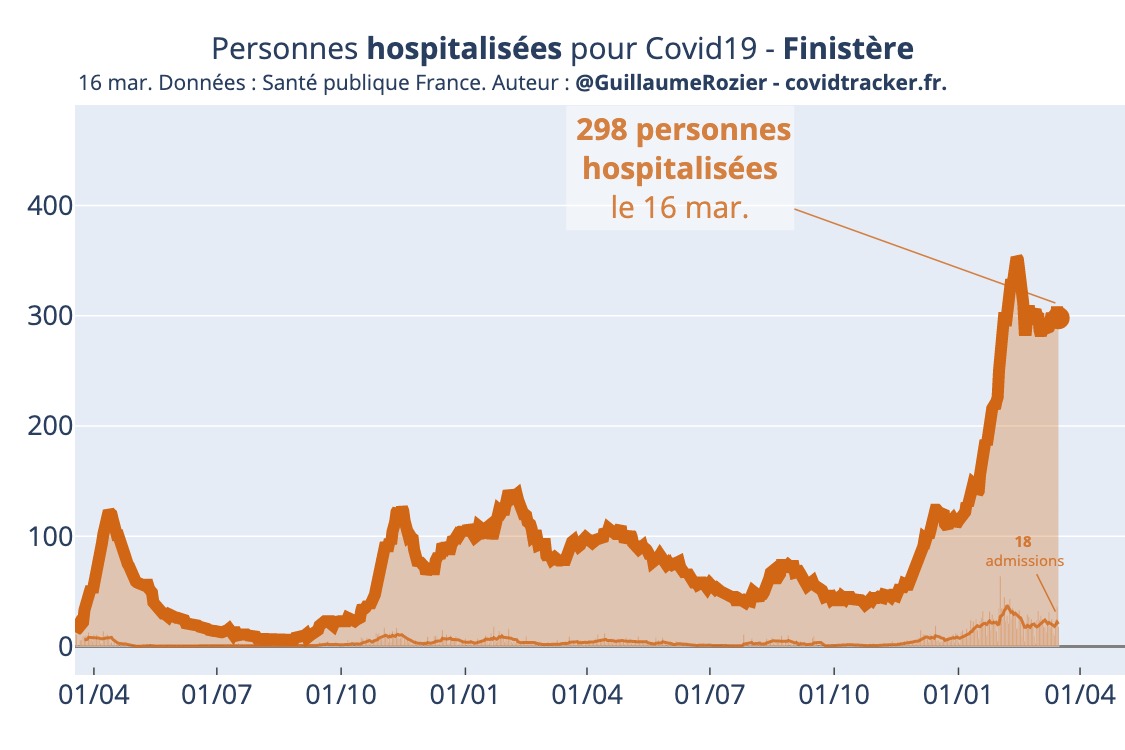 Personnes hospitalisées pour Covid19 - Finistère
16 mar. Données : Santé publique France. Auteur : @GuillaumeRozier - covidtracker.fr.
298 personnes
hospitalisées
le 16 mar.
400
300
200
100
0
18
admissions
01/04 01/07 01/10 01/01 01/04 01/07 01/10 01/01 01/04